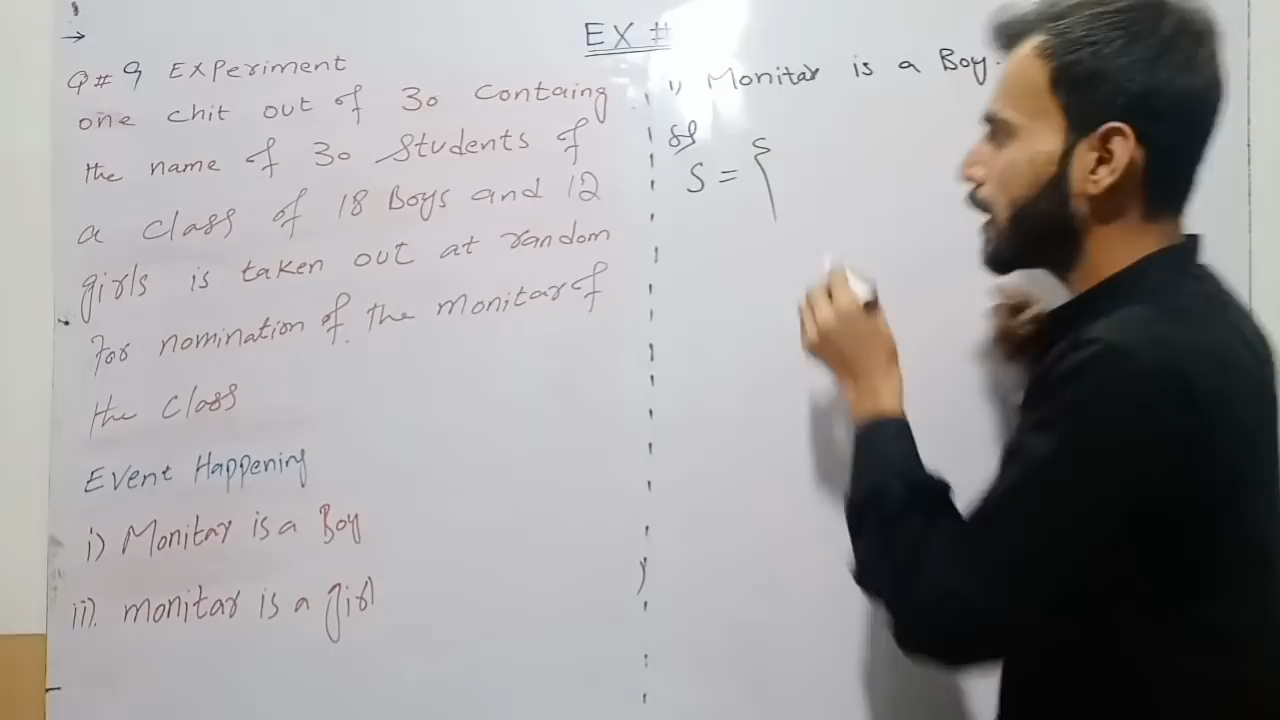 EX #
Q# 9 Experiment
one chit out of 30 Containg
the name of 30 Students of
a class of 18 Boys and 12
girls is taken out at random
For nomination of the monitar of
the Class
Event Happening
i) Monitar is a Boy
ii). monitar is a girl
i) Monitar is a Boy.
Sol
S = {